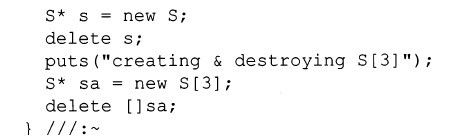 S* s = new S;
delete s;
puts("creating & destroying S[3]");
S* sa = new S[3];
delete []sa;
} ///:~